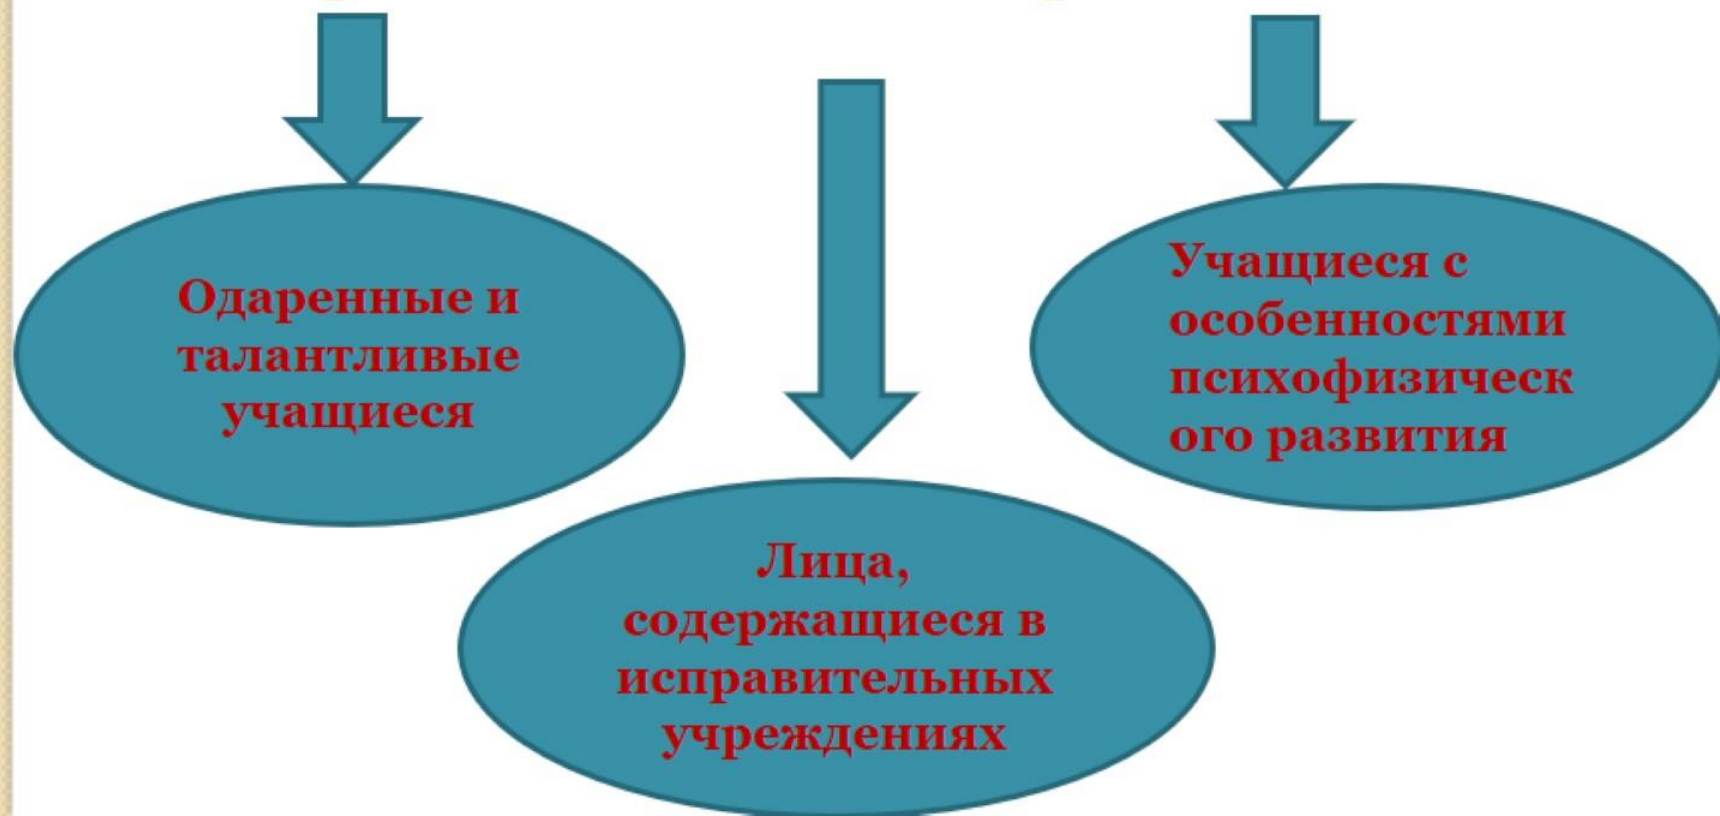 Одаренные и
талантливые
учащиеся
Учащиеся с
особенностями
психофизическ
ого развития
Лица,
содержащиеся в
исправительных
учреждениях